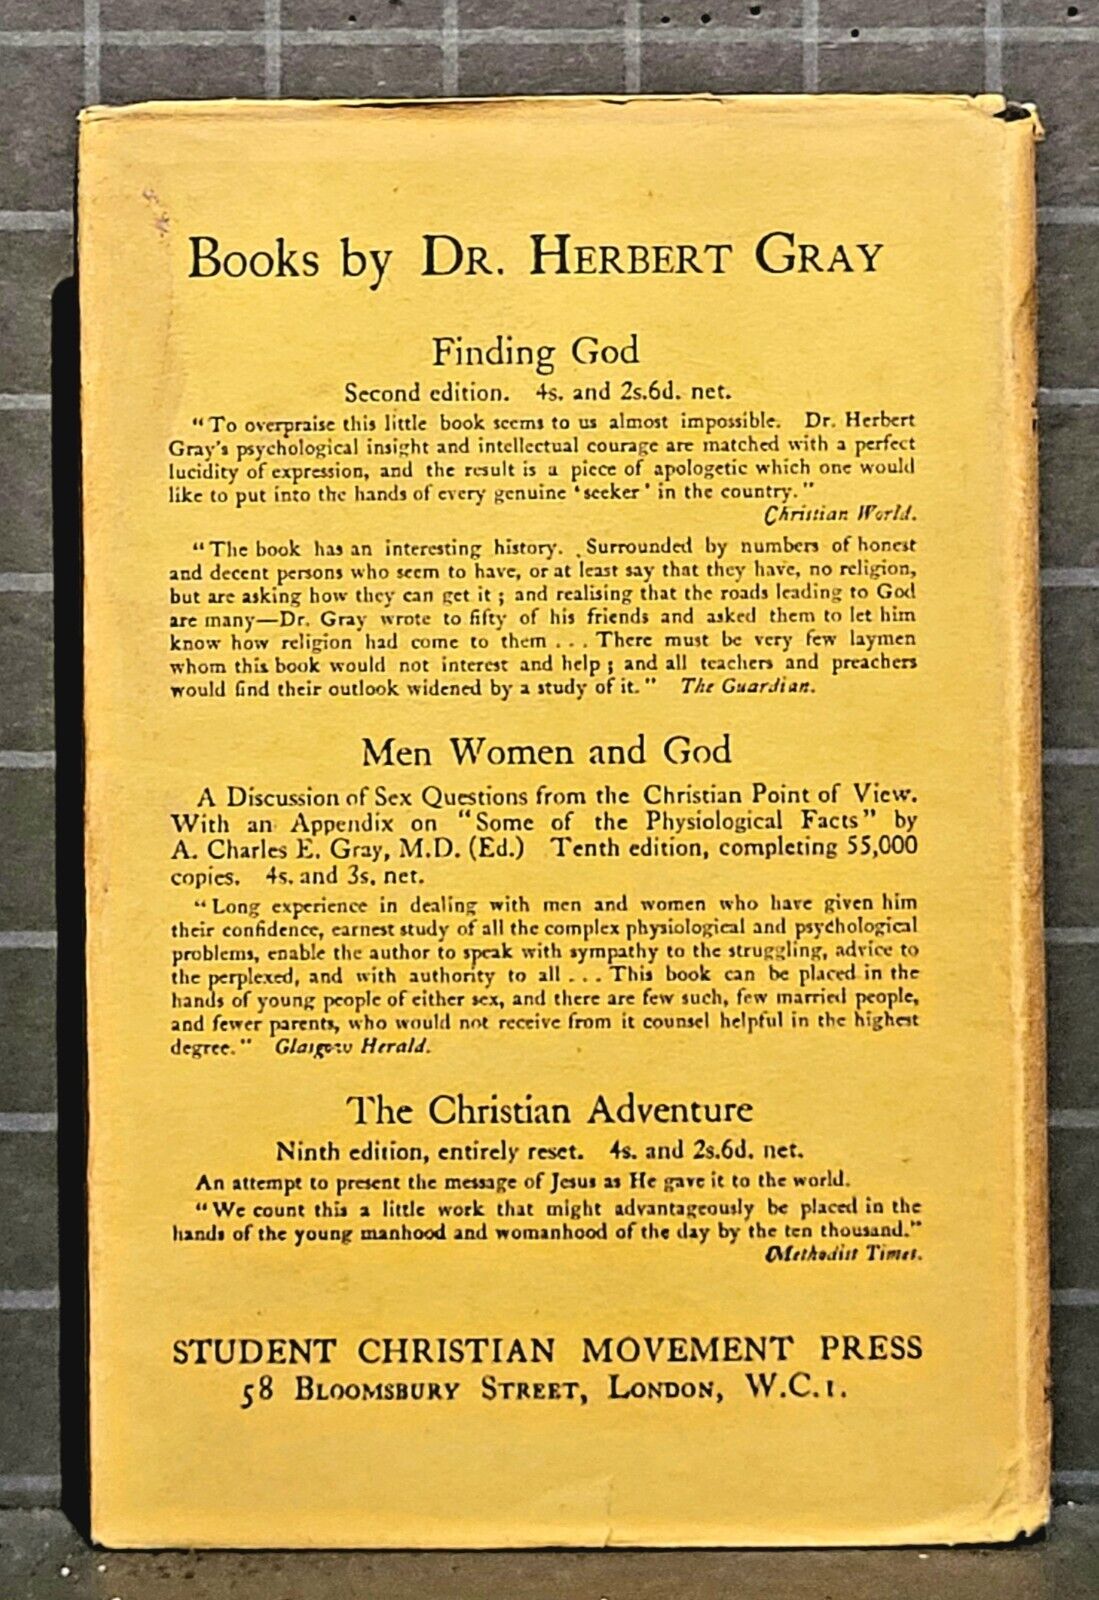 Books by DR. HERBERT GRAY
Finding God
Second edition. 4s. and 2s.6d. net.
"To overpraise this little book seems to us almost impossible. Dr. Herbert
Gray's psychological insight and intellectual courage are matched with a perfect
lucidity of expression, and the result is a piece of apologetic which one would
like to put into the hands of every genuine 'seeker' in the country."
Christian World.
"The book has an interesting history. Surrounded by numbers of honest
and decent persons who seem to have, or at least say that they have, no religion,
but are asking how they can get it ; and realising that the roads leading to God
are many—Dr. Gray wrote to fifty of his friends and asked them to let him
know how religion had come to them . . . There must be very few laymen
whom this book would not interest and help ; and all teachers and preachers
would find their outlook widened by a study of it." The Guardian.
Men Women and God
A Discussion of Sex Questions from the Christian Point of View.
With an Appendix on "Some of the Physiological Facts" by
A. Charles E. Gray, M.D. (Ed.) Tenth edition, completing 55,000
copies. 4s. and 3s. net.
"Long experience in dealing with men and women who have given him
their confidence, earnest study of all the complex physiological and psychological
problems, enable the author to speak with sympathy to the struggling, advice to
the perplexed, and with authority to all . . . This book can be placed in the
hands of young people of either sex, and there are few such, few married people,
and fewer parents, who would not receive from it counsel helpful in the highest
degree." Glasgow Herald.
The Christian Adventure
Ninth edition, entirely reset. 4s. and 2s.6d. net.
An attempt to present the message of Jesus as He gave it to the world.
"We count this a little work that might advantageously be placed in the
hands of the young manhood and womanhood of the day by the ten thousand."
Methodist Times.
STUDENT CHRISTIAN MOVEMENT PRESS
58 BLOOMSBURY STREET, LONDON, W.C.1.